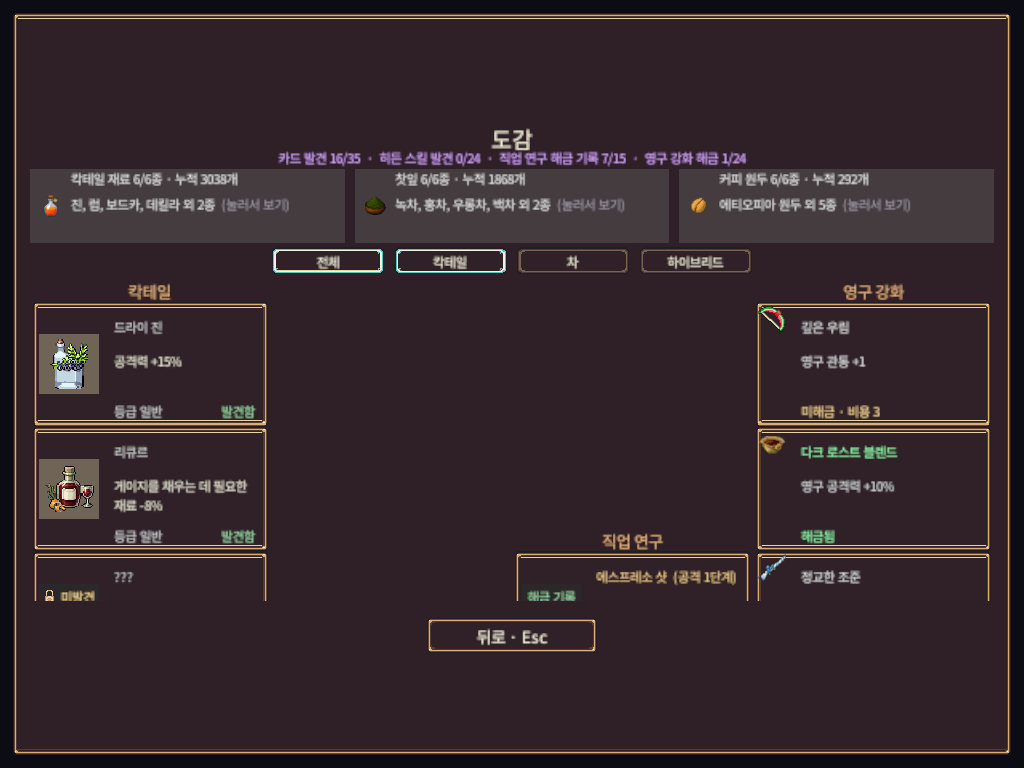 도감
카드 발견 16/35 · 히든 스킬 발견 0/24 · 직업 연구 해금 기록 7/15 · 영구 강화 해금 1/24
칵테일 재료 6/6종 · 누적 3038개
진, 럼, 보드카, 데킬라 외 2종 (눌러서 보기)
찻잎 6/6종 · 누적 1868개
녹차, 홍차, 우롱차, 백차 외 2종 (눌러서 보기)
커피 원두 6/6종 · 누적 292개
에티오피아 원두 외 5종 (눌러서 보기)
전체
칵테일
차
하이브리드
칵테일
드라이 진
공격력 +15%
등급 일반 발견함
리큐르
게이지를 채우는 데 필요한
재료 -8%
등급 일반 발견함
???
미발견
직업 연구
에스프레소 샷 (공격 1단계)
해금 기록
영구 강화
깊은 우림
영구 관통 +1
미해금 · 비용 3
다크 로스트 블렌드
영구 공격력 +10%
해금됨
정교한 조준
뒤로 · Esc